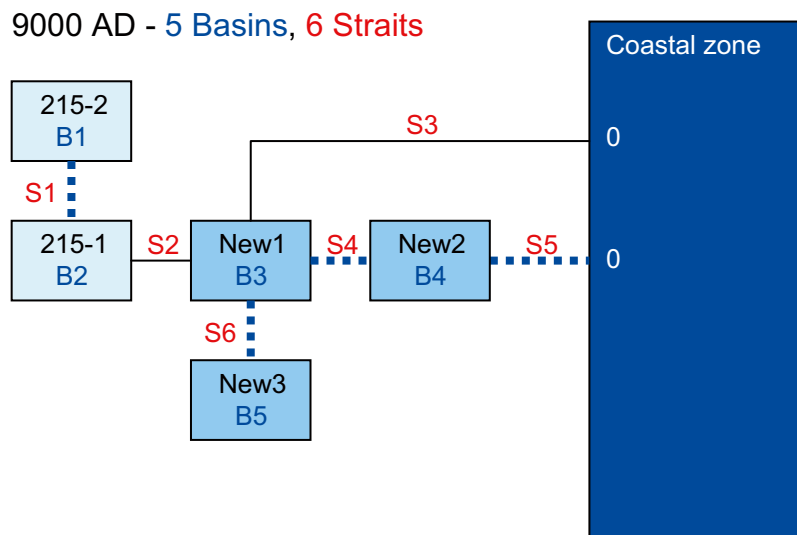 9000 AD - 5 Basins, 6 Straits
Coastal zone
215-2
B1
S3
0
S1
215-1
B2
S2
New1
B3
S4
New2
B4
S5
0
S6
New3
B5